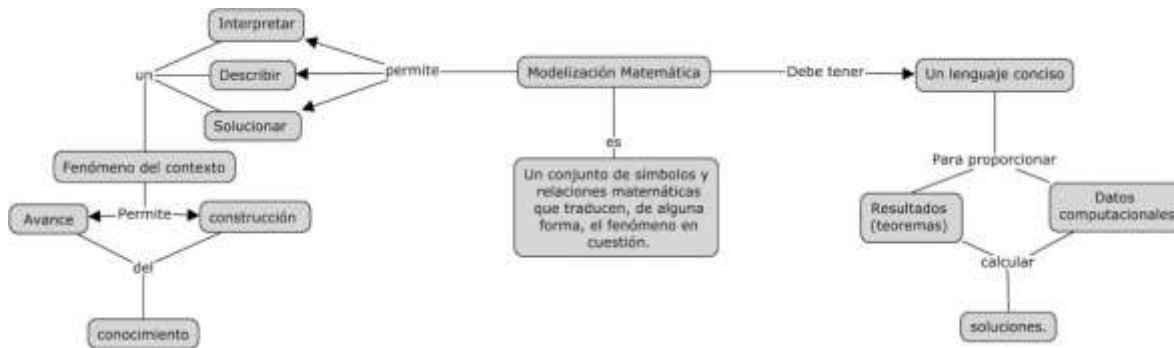 Interpretar
un
Describir
permite
Solucionar
Fenómeno del contexto
Avance
Permite
construcción
del
conocimiento
Modelización Matemática
es
Un conjunto de símbolos y
relaciones matemáticas
que traducen, de alguna
forma, el fenómeno en
cuestión.
Debe tener
Un lenguaje conciso
Para proporcionar
Resultados
(teoremas)
Datos
computacionales
calcular
soluciones.